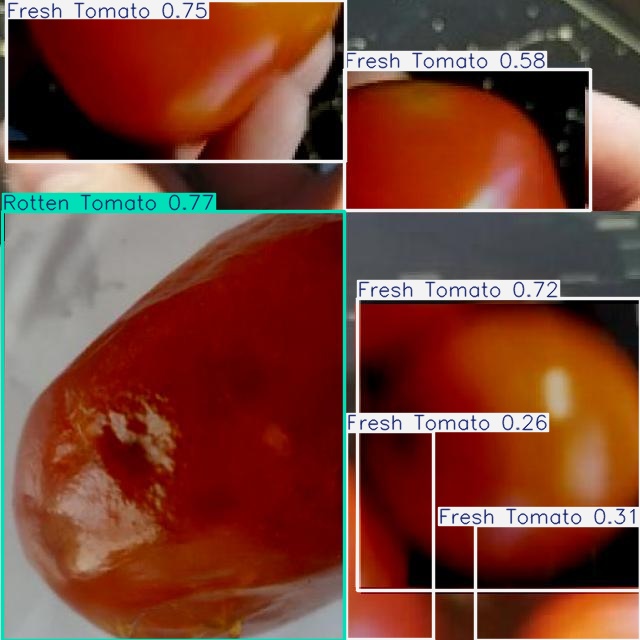 Fresh Tomato 0.75
Fresh Tomato 0.58
Rotten Tomato 0.77
Fresh Tomato 0.72
Fresh Tomato 0.26
Fresh Tomato 0.31